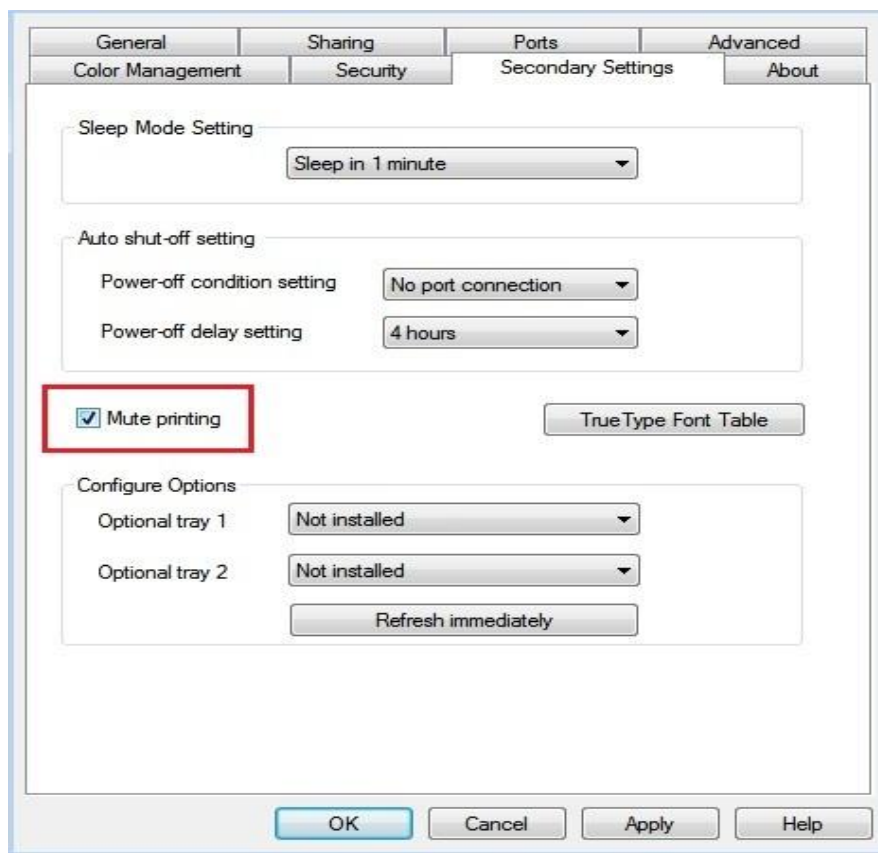 General Sharing Ports Advanced
Color Management Security Secondary Settings About
Sleep Mode Setting
Sleep in 1 minute
Auto shut-off setting
Power-off condition setting No port connection
Power-off delay setting 4 hours
Mute printing TrueType Font Table
Configure Options
Optional tray 1 Not installed
Optional tray 2 Not installed
Refresh immediately
OK Cancel Apply Help